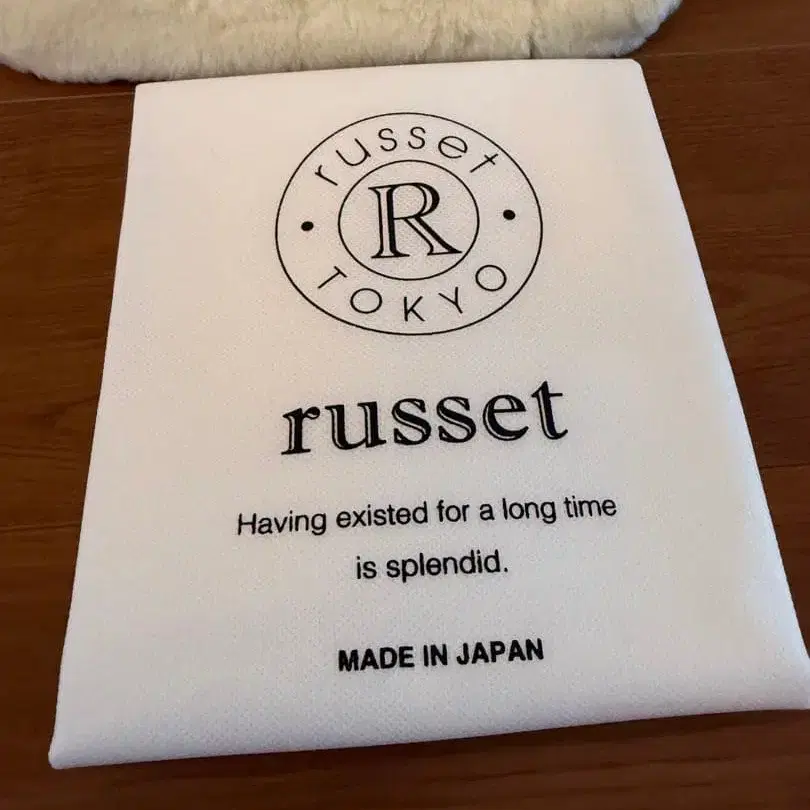 russet
R
TOKYO
russet
Having existed for a long time
is splendid.
MADE IN JAPAN